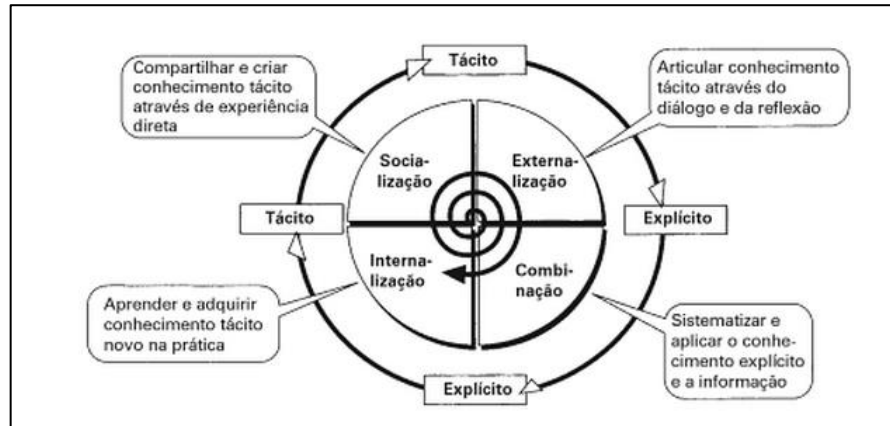 Tácito
Compartilhar e criar
conhecimento tácito
através de experiência
direta
Articular conhecimento
tácito através do
diálogo e da reflexão
Socia-
lização
Externa-
lização
Tácito
Explícito
Interna-
lização
Combi-
nação
Aprender e adquirir
conhecimento tácito
novo na prática
Sistematizar e
aplicar o conhe-
cimento explícito
e a informação
Explícito